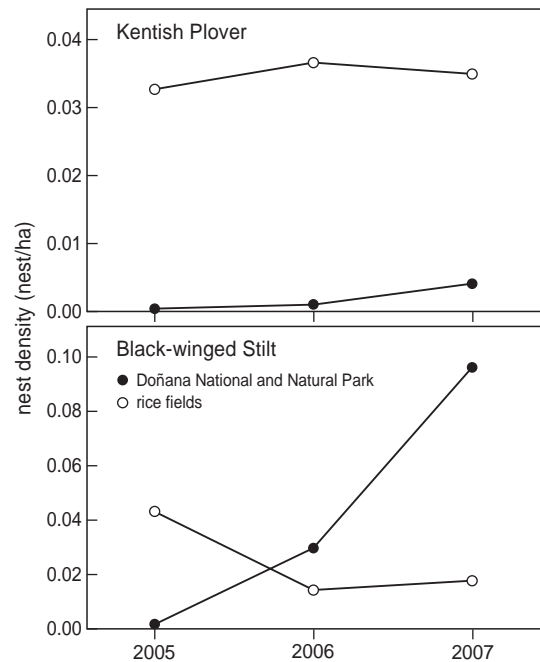 Kentish Plover
0.04
0.03
0.02
0.01
0.00
nest density (nest/ha)
Black-winged Stilt
Doñana National and Natural Park
rice fields
0.10
0.08
0.06
0.04
0.02
0.00
2005 2006 2007